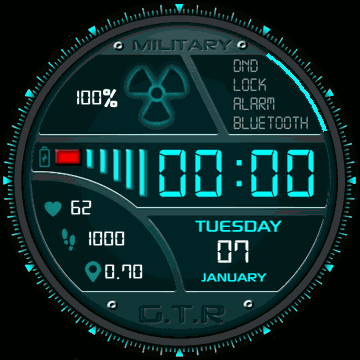 MILITARY
100%
DND
LOCK
ALARM
BLUETOOTH
00:00
62
1000
0.70
TUESDAY
07
JANUARY
G.T.R